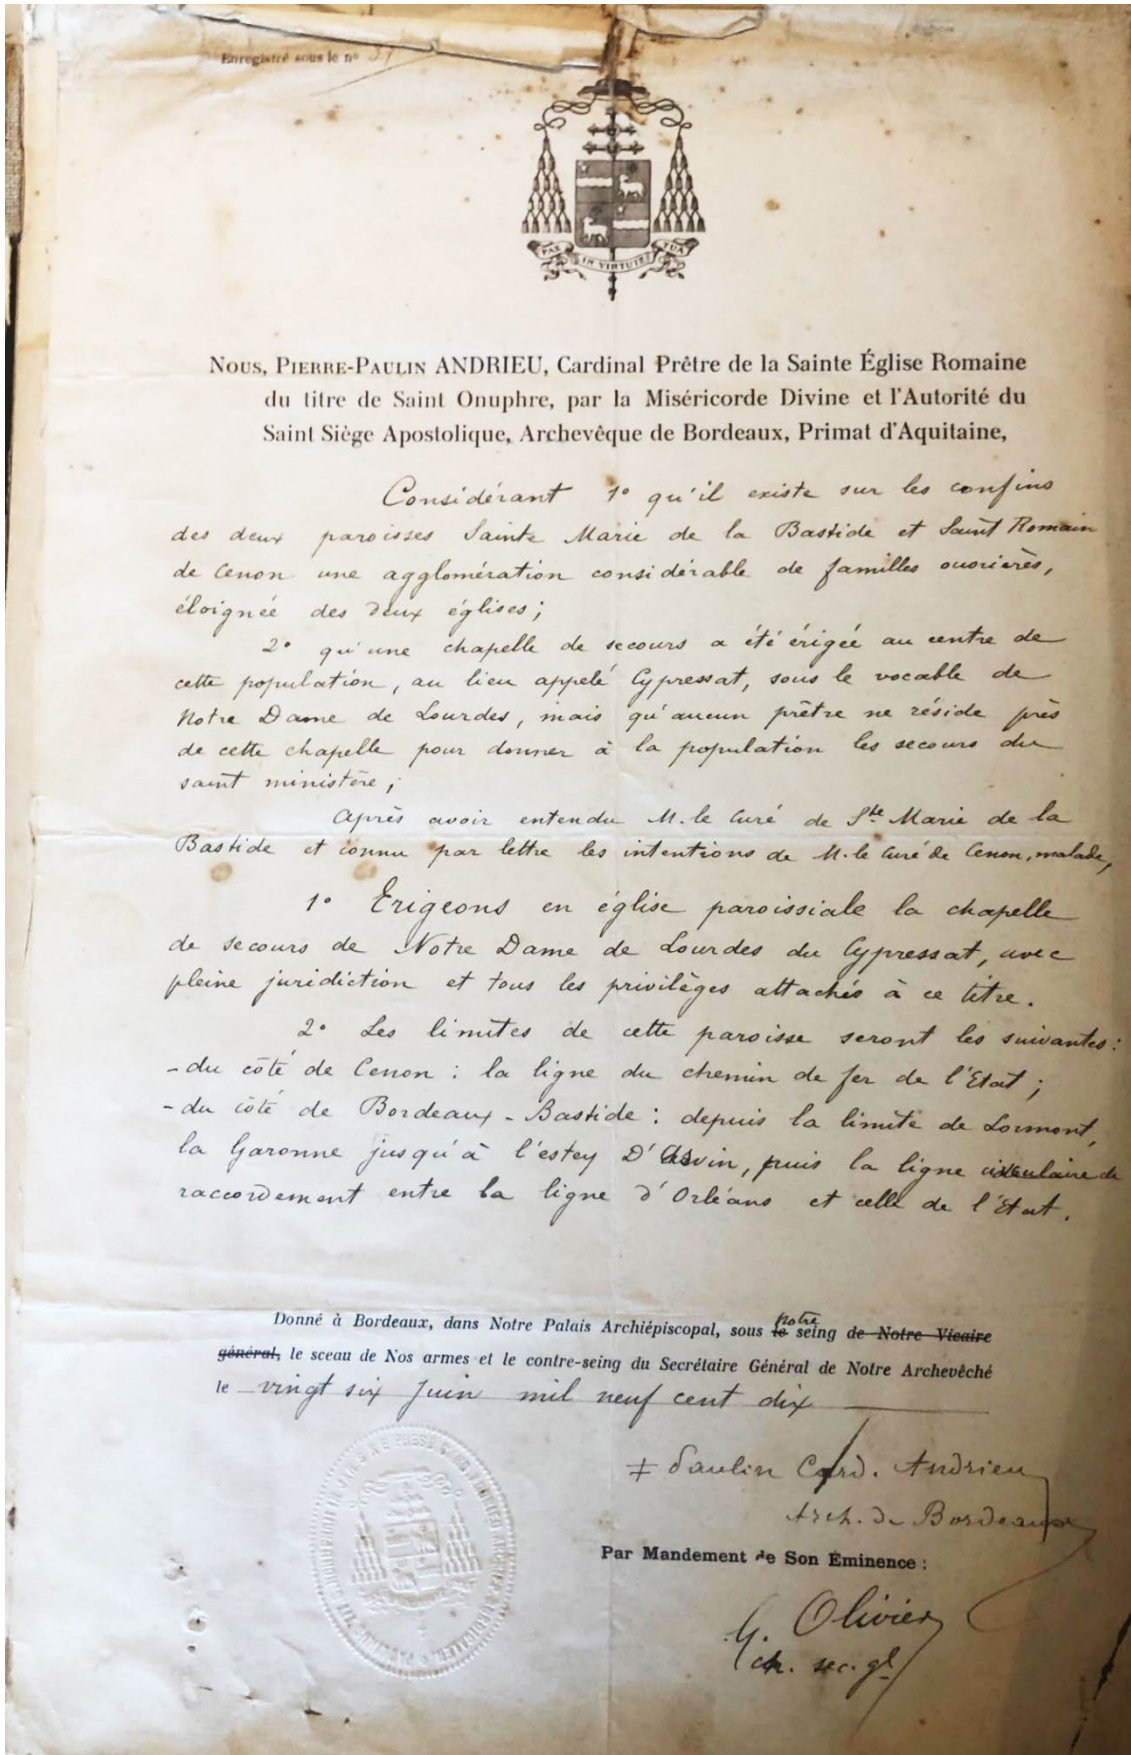 Enregistré sous le nº 37
PAX IN VIRTUTE TUA
NOUS, PIERRE-PAULIN ANDRIEU, Cardinal Prêtre de la Sainte Église Romaine
du titre de Saint Onuphre, par la Miséricorde Divine et l'Autorité du
Saint Siège Apostolique, Archevêque de Bordeaux, Primat d'Aquitaine,
Considérant 1º qu'il existe sur les confins
des deux paroisses Sainte Marie de la Bastide et Saint Romain
de Cenon une agglomération considérable de familles ouvrières,
éloignée des deux églises;
2º qu'une chapelle de secours a été érigée au centre de
cette population, au lieu appelé Cypressat, sous le vocable de
Notre Dame de Lourdes, mais qu'aucun prêtre ne réside près
de cette chapelle pour donner à la population les secours du
saint ministère;
Après avoir entendu M. le Curé de Ste Marie de la
Bastide et connu par lettre les intentions de M. le Curé de Cenon, malade,
1º Erigeons en église paroissiale la chapelle
de secours de Notre Dame de Lourdes du Cypressat, avec
pleine juridiction et tous les privilèges attachés à ce titre.
2º Les limites de cette paroisse seront les suivantes:
- du côté de Cenon : la ligne du chemin de fer de l'Etat;
- du côté de Bordeaux - Bastide : depuis la limite de Lormont,
la Garonne jusqu'à l'estey D', puis la ligne circulaire de
raccordement entre la ligne d'Orléans et celle de l'Etat.
Donné à Bordeaux, dans Notre Palais Archiépiscopal, sous le notre seing de Notre Vicaire
général, le sceau de Nos armes et le contre-seing du Secrétaire Général de Notre Archevêché
le vingt six Juin mil neuf cent dix
‡ Paulin Card. Andrieu
Arch. de Bordeaux
Par Mandement de Son Eminence :
G. Olivier
ch. sec. gl